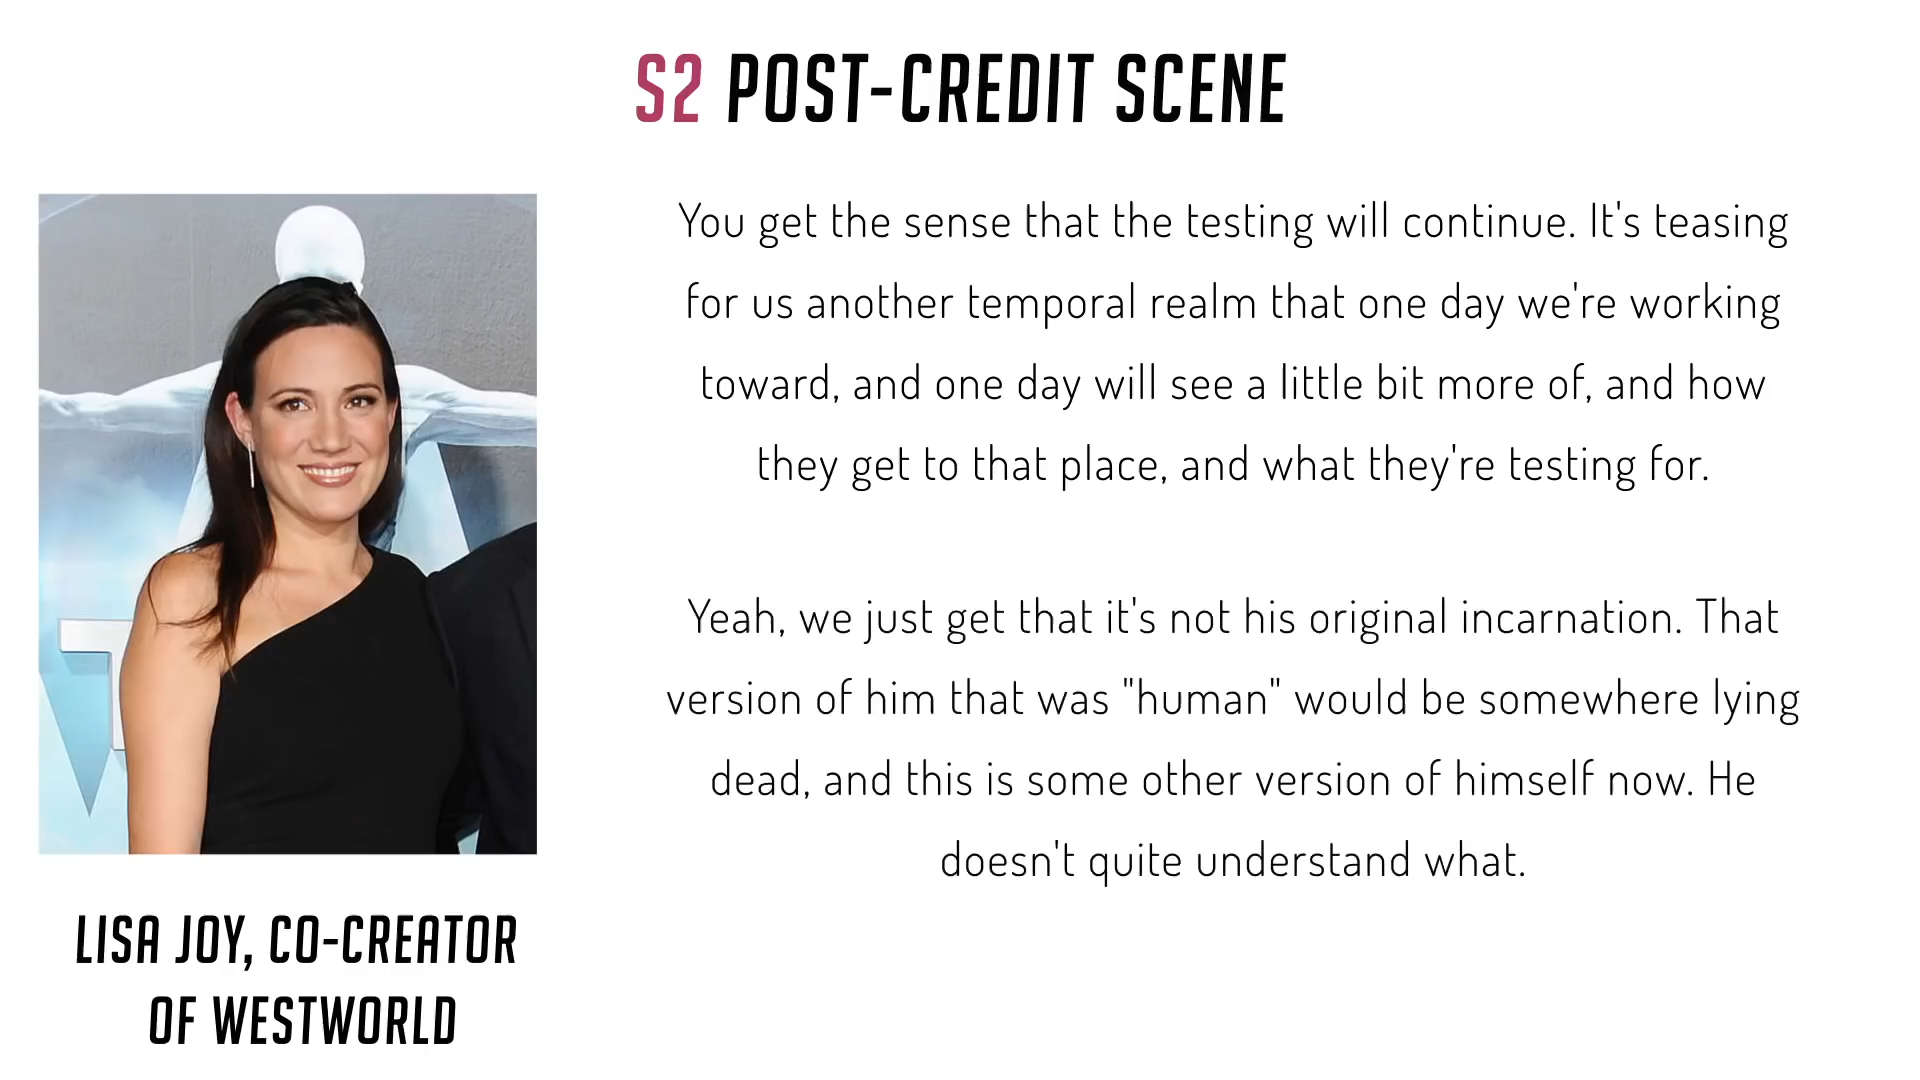 S2 POST-CREDIT SCENE
You get the sense that the testing will continue. It's teasing
for us another temporal realm that one day we're working
toward, and one day will see a little bit more of, and how
they get to that place, and what they're testing for.
Yeah, we just get that it's not his original incarnation. That
version of him that was "human" would be somewhere lying
dead, and this is some other version of himself now. He
doesn't quite understand what.
LISA JOY, CO-CREATOR
OF WESTWORLD